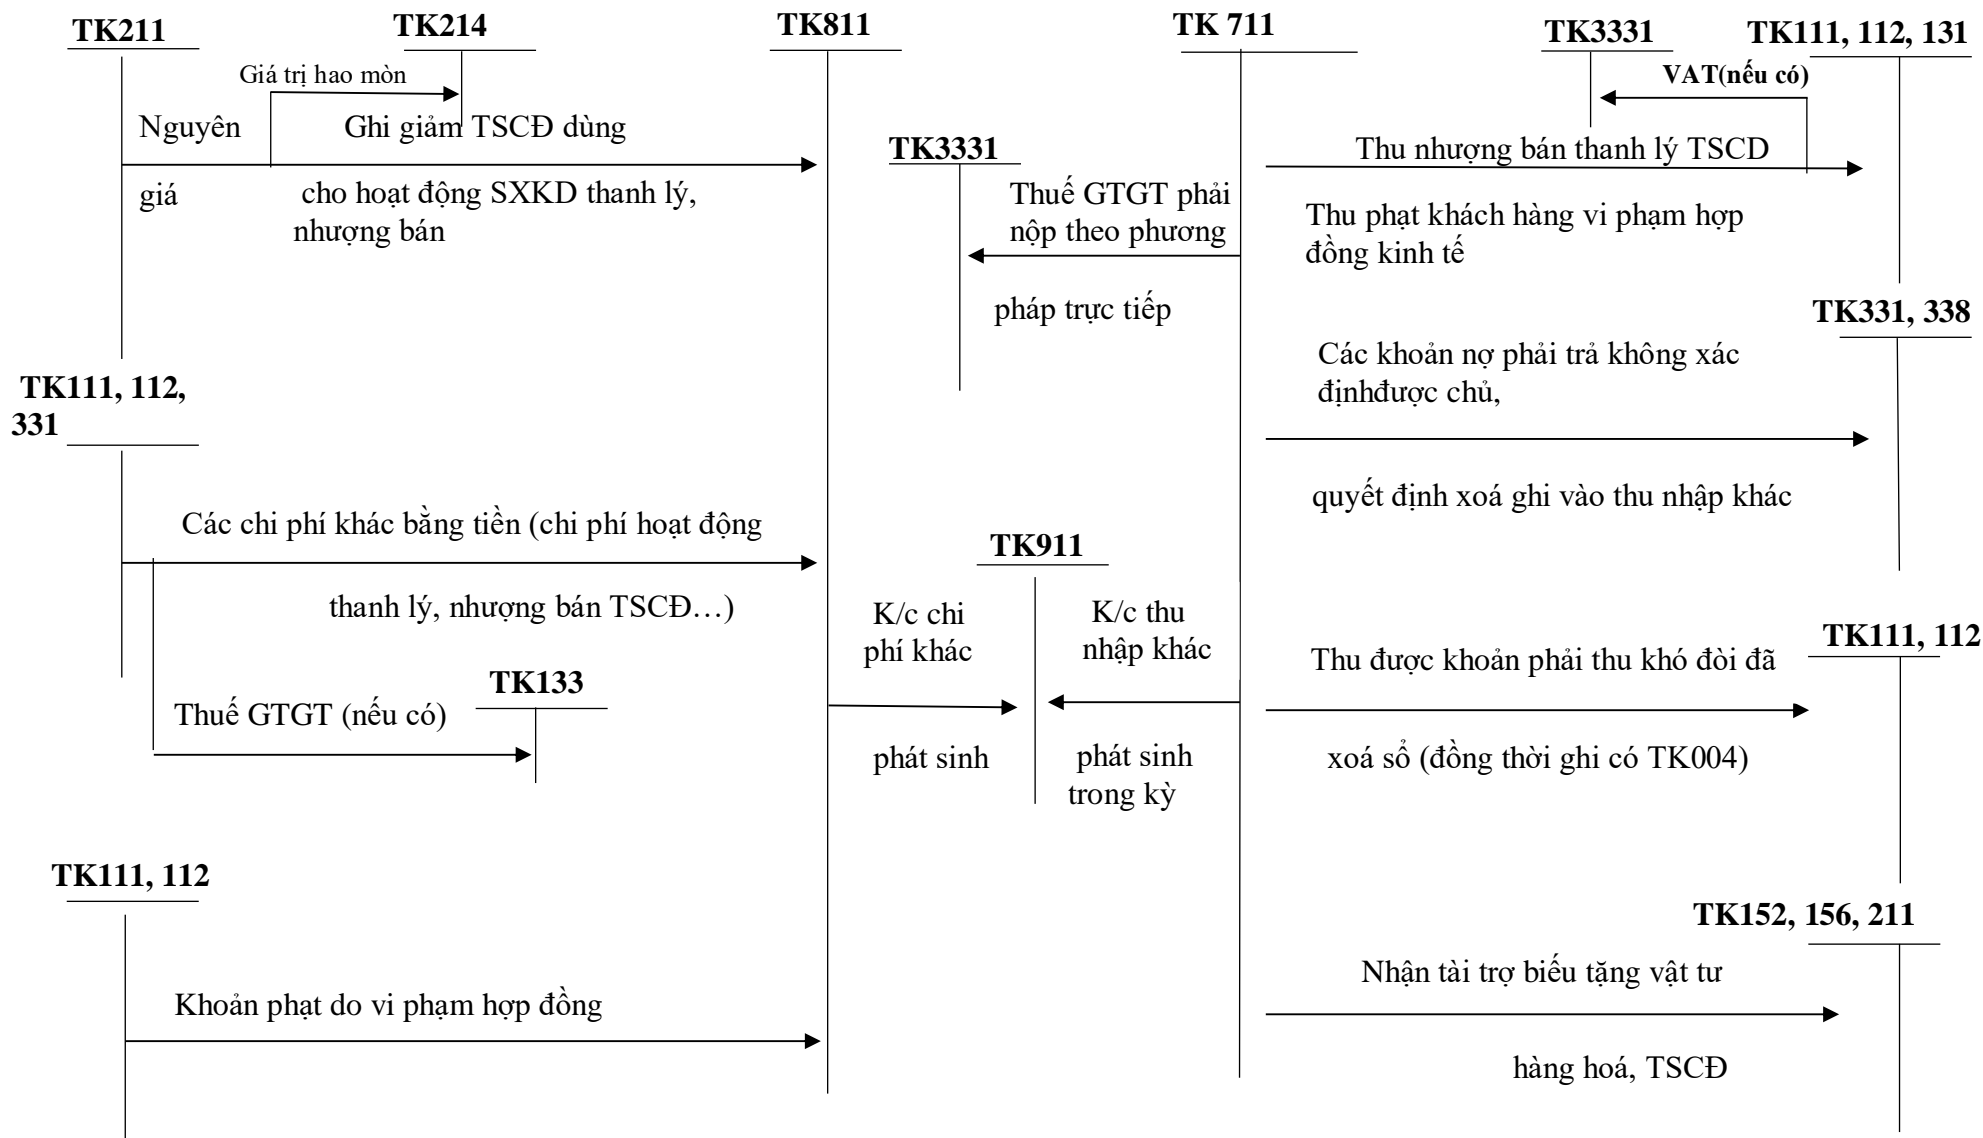 TK211
TK214
TK811
TK 711
TK3331
TK111, 112, 131
Giá trị hao mòn
VAT(nếu có)
Nguyên
Ghi giảm TSCĐ dùng
TK3331
Thu nhượng bán thanh lý TSCD
giá
cho hoạt động SXKD thanh lý,
nhượng bán
Thuế GTGT phải
nộp theo phương
Thu phạt khách hàng vi phạm hợp
đồng kinh tế
pháp trực tiếp
TK331, 338
Các khoản nợ phải trả không xác
địnhđược chủ,
TK111, 112,
331
quyết định xoá ghi vào thu nhập khác
Các chi phí khác bằng tiền (chi phí hoạt động
TK911
thanh lý, nhượng bán TSCĐ…)
K/c chi
phí khác
K/c thu
nhập khác
TK111, 112
Thu được khoản phải thu khó đòi đã
TK133
Thuế GTGT (nếu có)
phát sinh
phát sinh
trong kỳ
xoá sổ (đồng thời ghi có TK004)
TK111, 112
TK152, 156, 211
Nhận tài trợ biếu tặng vật tư
Khoản phạt do vi phạm hợp đồng
hàng hoá, TSCĐ